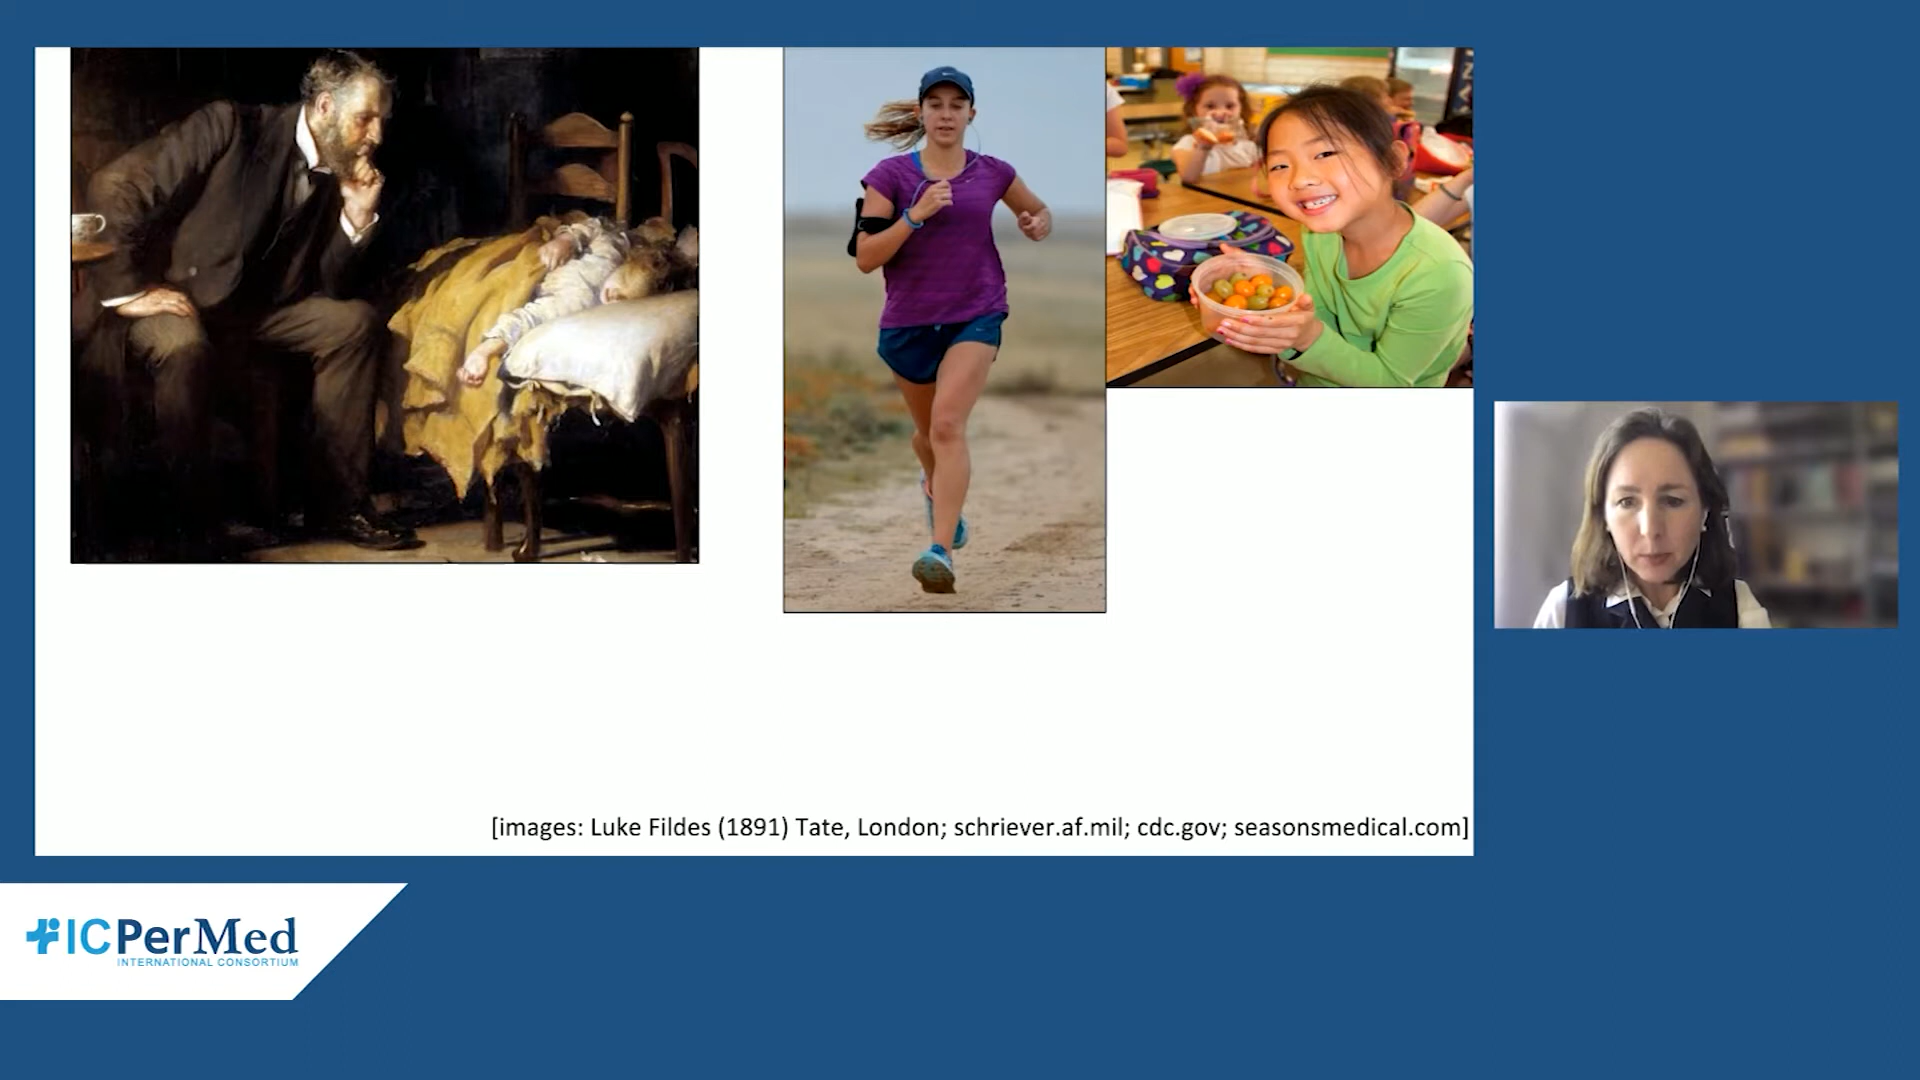 [images: Luke Fildes (1891) Tate, London; schriever.af.mil; cdc.gov; seasonsmedical.com]
ICPerMed
INTERNATIONAL CONSORTIUM